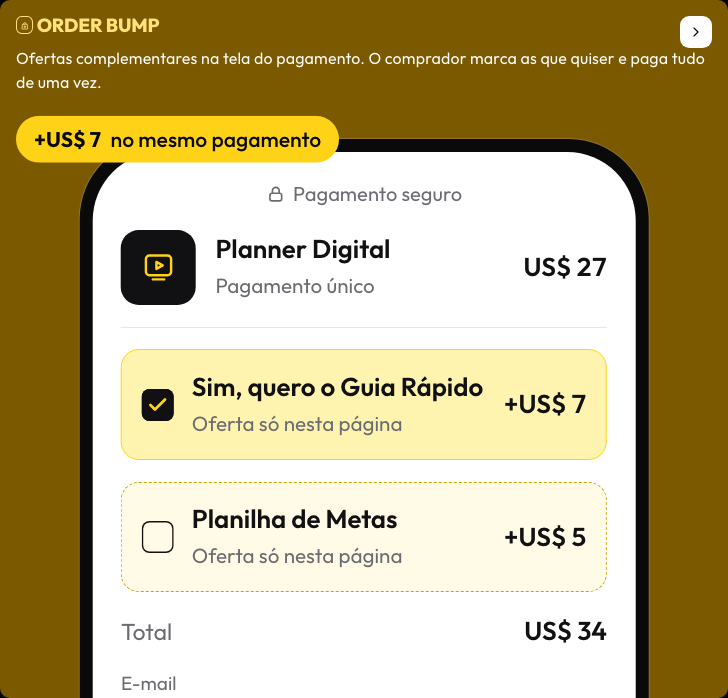 ORDER BUMP
Ofertas complementares na tela do pagamento. O comprador marca as que quiser e paga tudo
de uma vez.
+US$ 7 no mesmo pagamento
Pagamento seguro
Planner Digital
US$ 27
Pagamento único
Sim, quero o Guia Rápido
+US$ 7
Oferta só nesta página
Planilha de Metas
+US$ 5
Oferta só nesta página
Total
US$ 34
E-mail